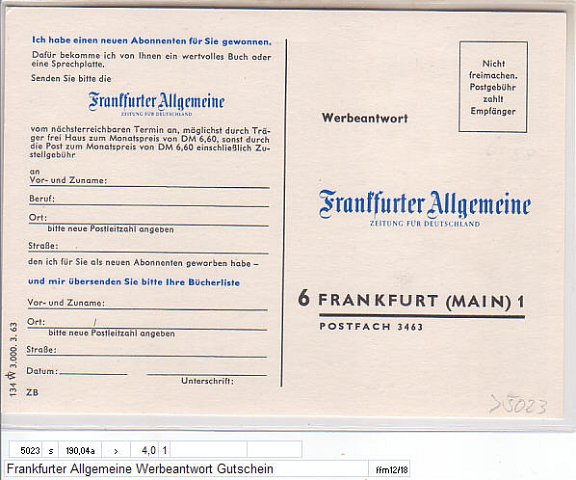 Ich habe einen neuen Abonnenten für Sie gewonnen.
Dafür bekomme ich von Ihnen ein wertvolles Buch oder
eine Sprechplatte.
Senden Sie bitte die
Frankfurter Allgemeine
ZEITUNG FÜR DEUTSCHLAND
vom nächsterreichbaren Termin an, möglichst durch Trä-
ger frei Haus zum Monatspreis von DM 6,60, sonst durch
die Post zum Monatspreis von DM 6,60 einschließlich Zu-
stellgebühr
an
Vor- und Zuname:
Beruf:
Ort:
bitte neue Postleitzahl angeben
Straße:
den ich für Sie als neuen Abonnenten geworben habe –
und mir übersenden Sie bitte Ihre Bücherliste
Vor- und Zuname:
Ort: /
bitte neue Postleitzahl angeben
Straße:
Datum:
Unterschrift:
ZB
134 W 3.000. 3. 63
Nicht
freimachen.
Postgebühr
zahlt
Empfänger
Werbeantwort
Frankfurter Allgemeine
ZEITUNG FÜR DEUTSCHLAND
6 FRANKFURT (MAIN) 1
POSTFACH 3463
>5023
5023 s 190,04a > 4,0 1
Frankfurter Allgemeine Werbeantwort Gutschein ffm12/18